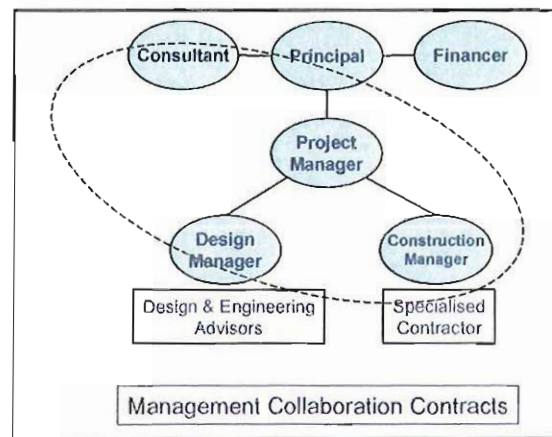 Consultant
Principal
Financer
Project
Manager
Design
Manager
Construction
Manager
Design & Engineering
Advisors
Specialised
Contractor
Management Collaboration Contracts